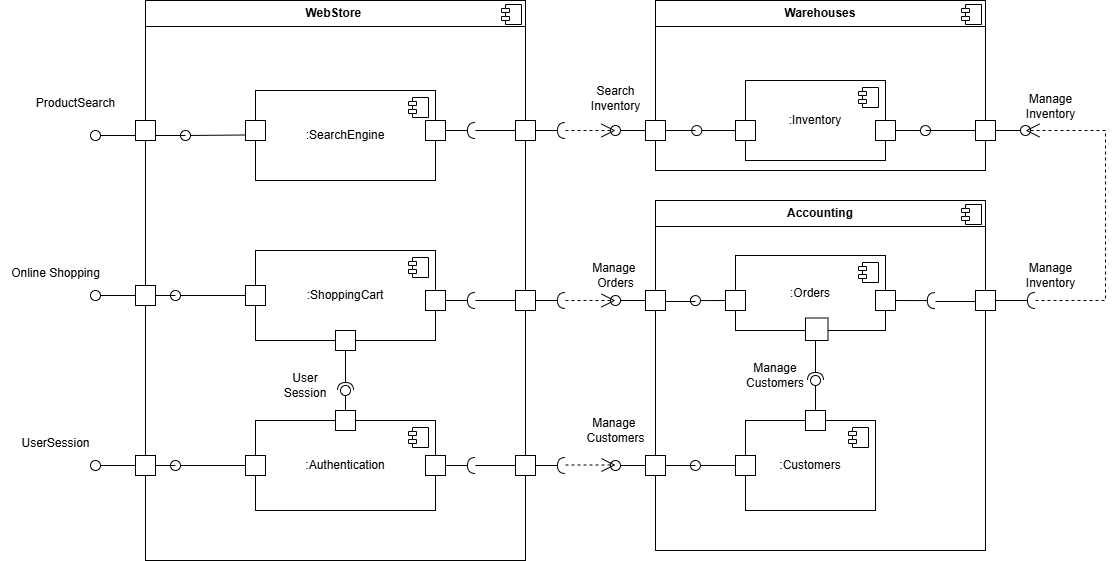 WebStore
Warehouses
ProductSearch
:SearchEngine
Search
Inventory
:Inventory
Manage
Inventory
Accounting
Online Shopping
:ShoppingCart
Manage
Orders
:Orders
Manage
Inventory
User
Session
Manage
Customers
UserSession
:Authentication
Manage
Customers
:Customers